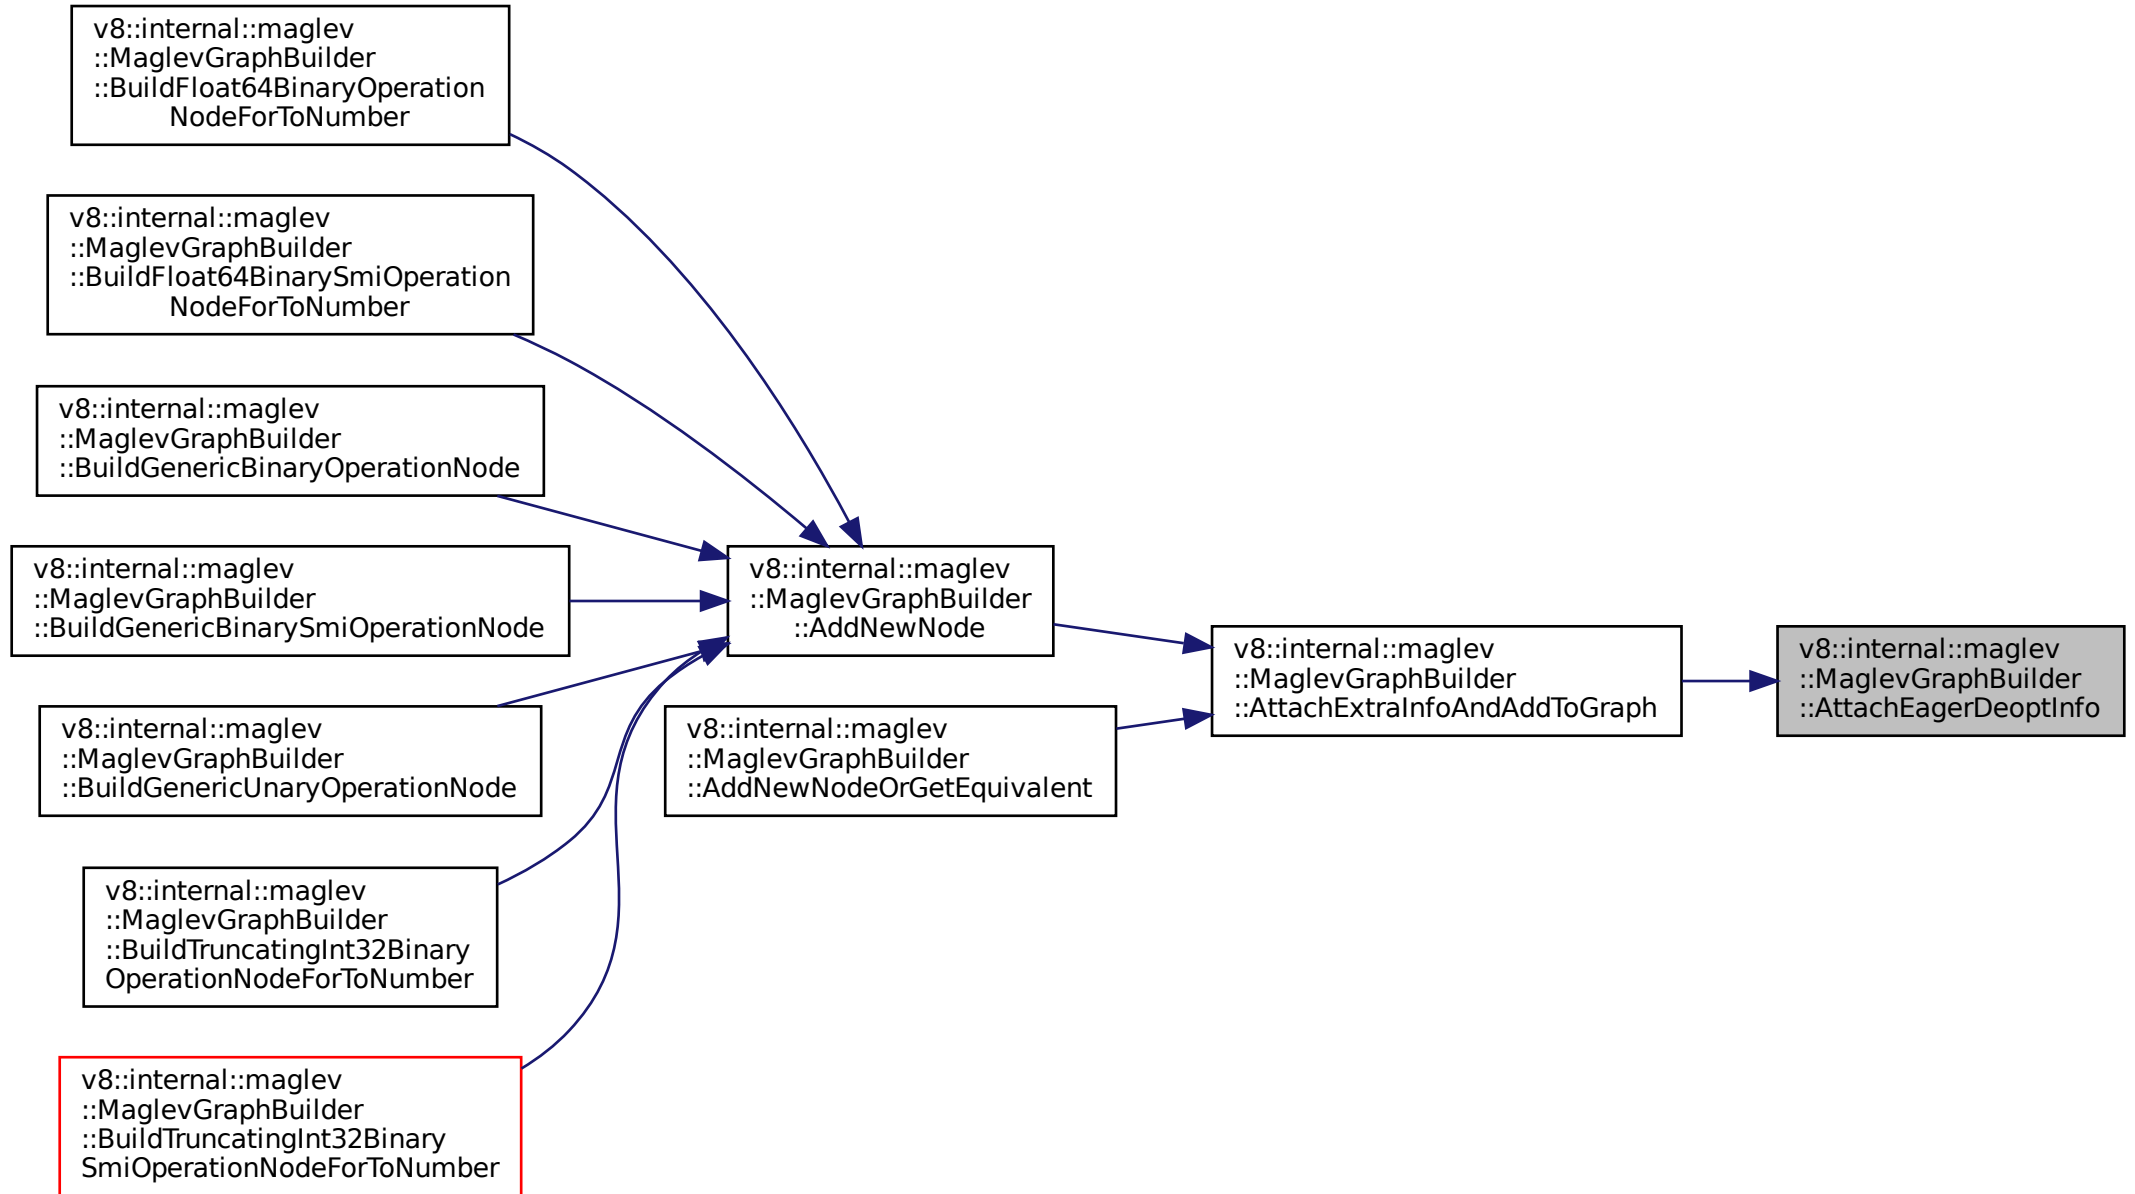 v8::internal::maglev
::MaglevGraphBuilder
::BuildFloat64BinaryOperation
NodeForToNumber
v8::internal::maglev
::MaglevGraphBuilder
::BuildFloat64BinarySmiOperation
NodeForToNumber
v8::internal::maglev
::MaglevGraphBuilder
::BuildGenericBinaryOperationNode
v8::internal::maglev
::MaglevGraphBuilder
::BuildGenericBinarySmiOperationNode
v8::internal::maglev
::MaglevGraphBuilder
::BuildGenericUnaryOperationNode
v8::internal::maglev
::MaglevGraphBuilder
::BuildTruncatingInt32Binary
OperationNodeForToNumber
v8::internal::maglev
::MaglevGraphBuilder
::BuildTruncatingInt32Binary
SmiOperationNodeForToNumber
v8::internal::maglev
::MaglevGraphBuilder
::AddNewNode
v8::internal::maglev
::MaglevGraphBuilder
::AddNewNodeOrGetEquivalent
v8::internal::maglev
::MaglevGraphBuilder
::AttachExtraInfoAndAddToGraph
v8::internal::maglev
::MaglevGraphBuilder
::AttachEagerDeoptInfo